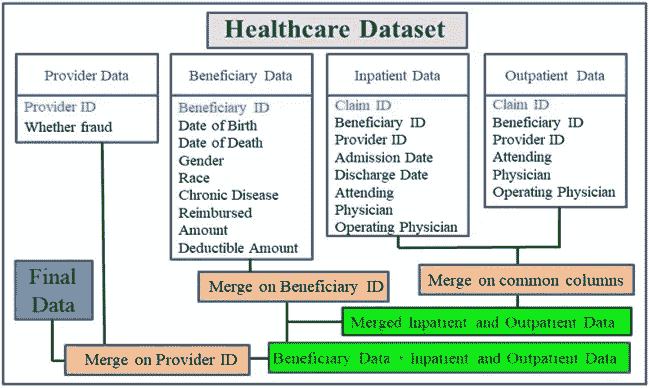 Healthcare Dataset
Provider Data
Provider ID
Whether fraud
Beneficiary Data
Beneficiary ID
Date of Birth
Date of Death
Gender
Race
Chronic Disease
Reimbursed
Amount
Deductible Amount
Inpatient Data
Claim ID
Beneficiary ID
Provider ID
Admission Date
Discharge Date
Attending
Physician
Operating Physician
Outpatient Data
Claim ID
Beneficiary ID
Provider ID
Attending
Physician
Operating Physician
Final
Data
Merge on Beneficiary ID
Merge on common columns
Merged Inpatient and Outpatient Data
Merge on Provider ID
Beneficiary Data + Inpatient and Outpatient Data